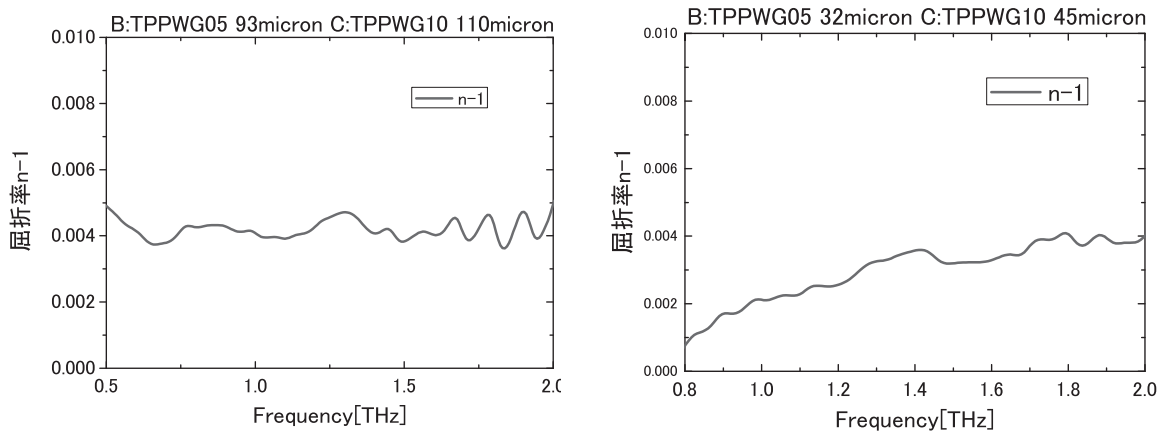 B:TPPWG05 93micron C:TPPWG10 110micron
0.010
0.008
0.006
0.004
0.002
0.000
屈折率n-1
n-1
0.5 1.0 1.5 2.0
Frequency[THz]
B:TPPWG05 32micron C:TPPWG10 45micron
0.010
0.008
0.006
0.004
0.002
0.000
屈折率n-1
n-1
0.8 1.0 1.2 1.4 1.6 1.8 2.0
Frequency[THz]